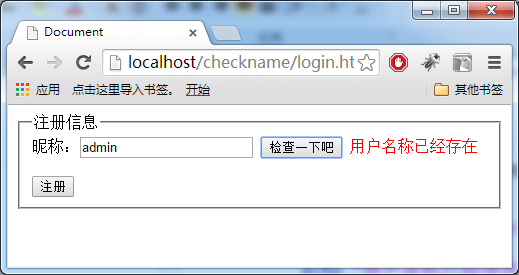 Document
localhost/checkname/login.ht
应用 点击这里导入书签。 开始 其他书签
注册信息
昵称： admin 检查一下吧 用户名称已经存在
注册